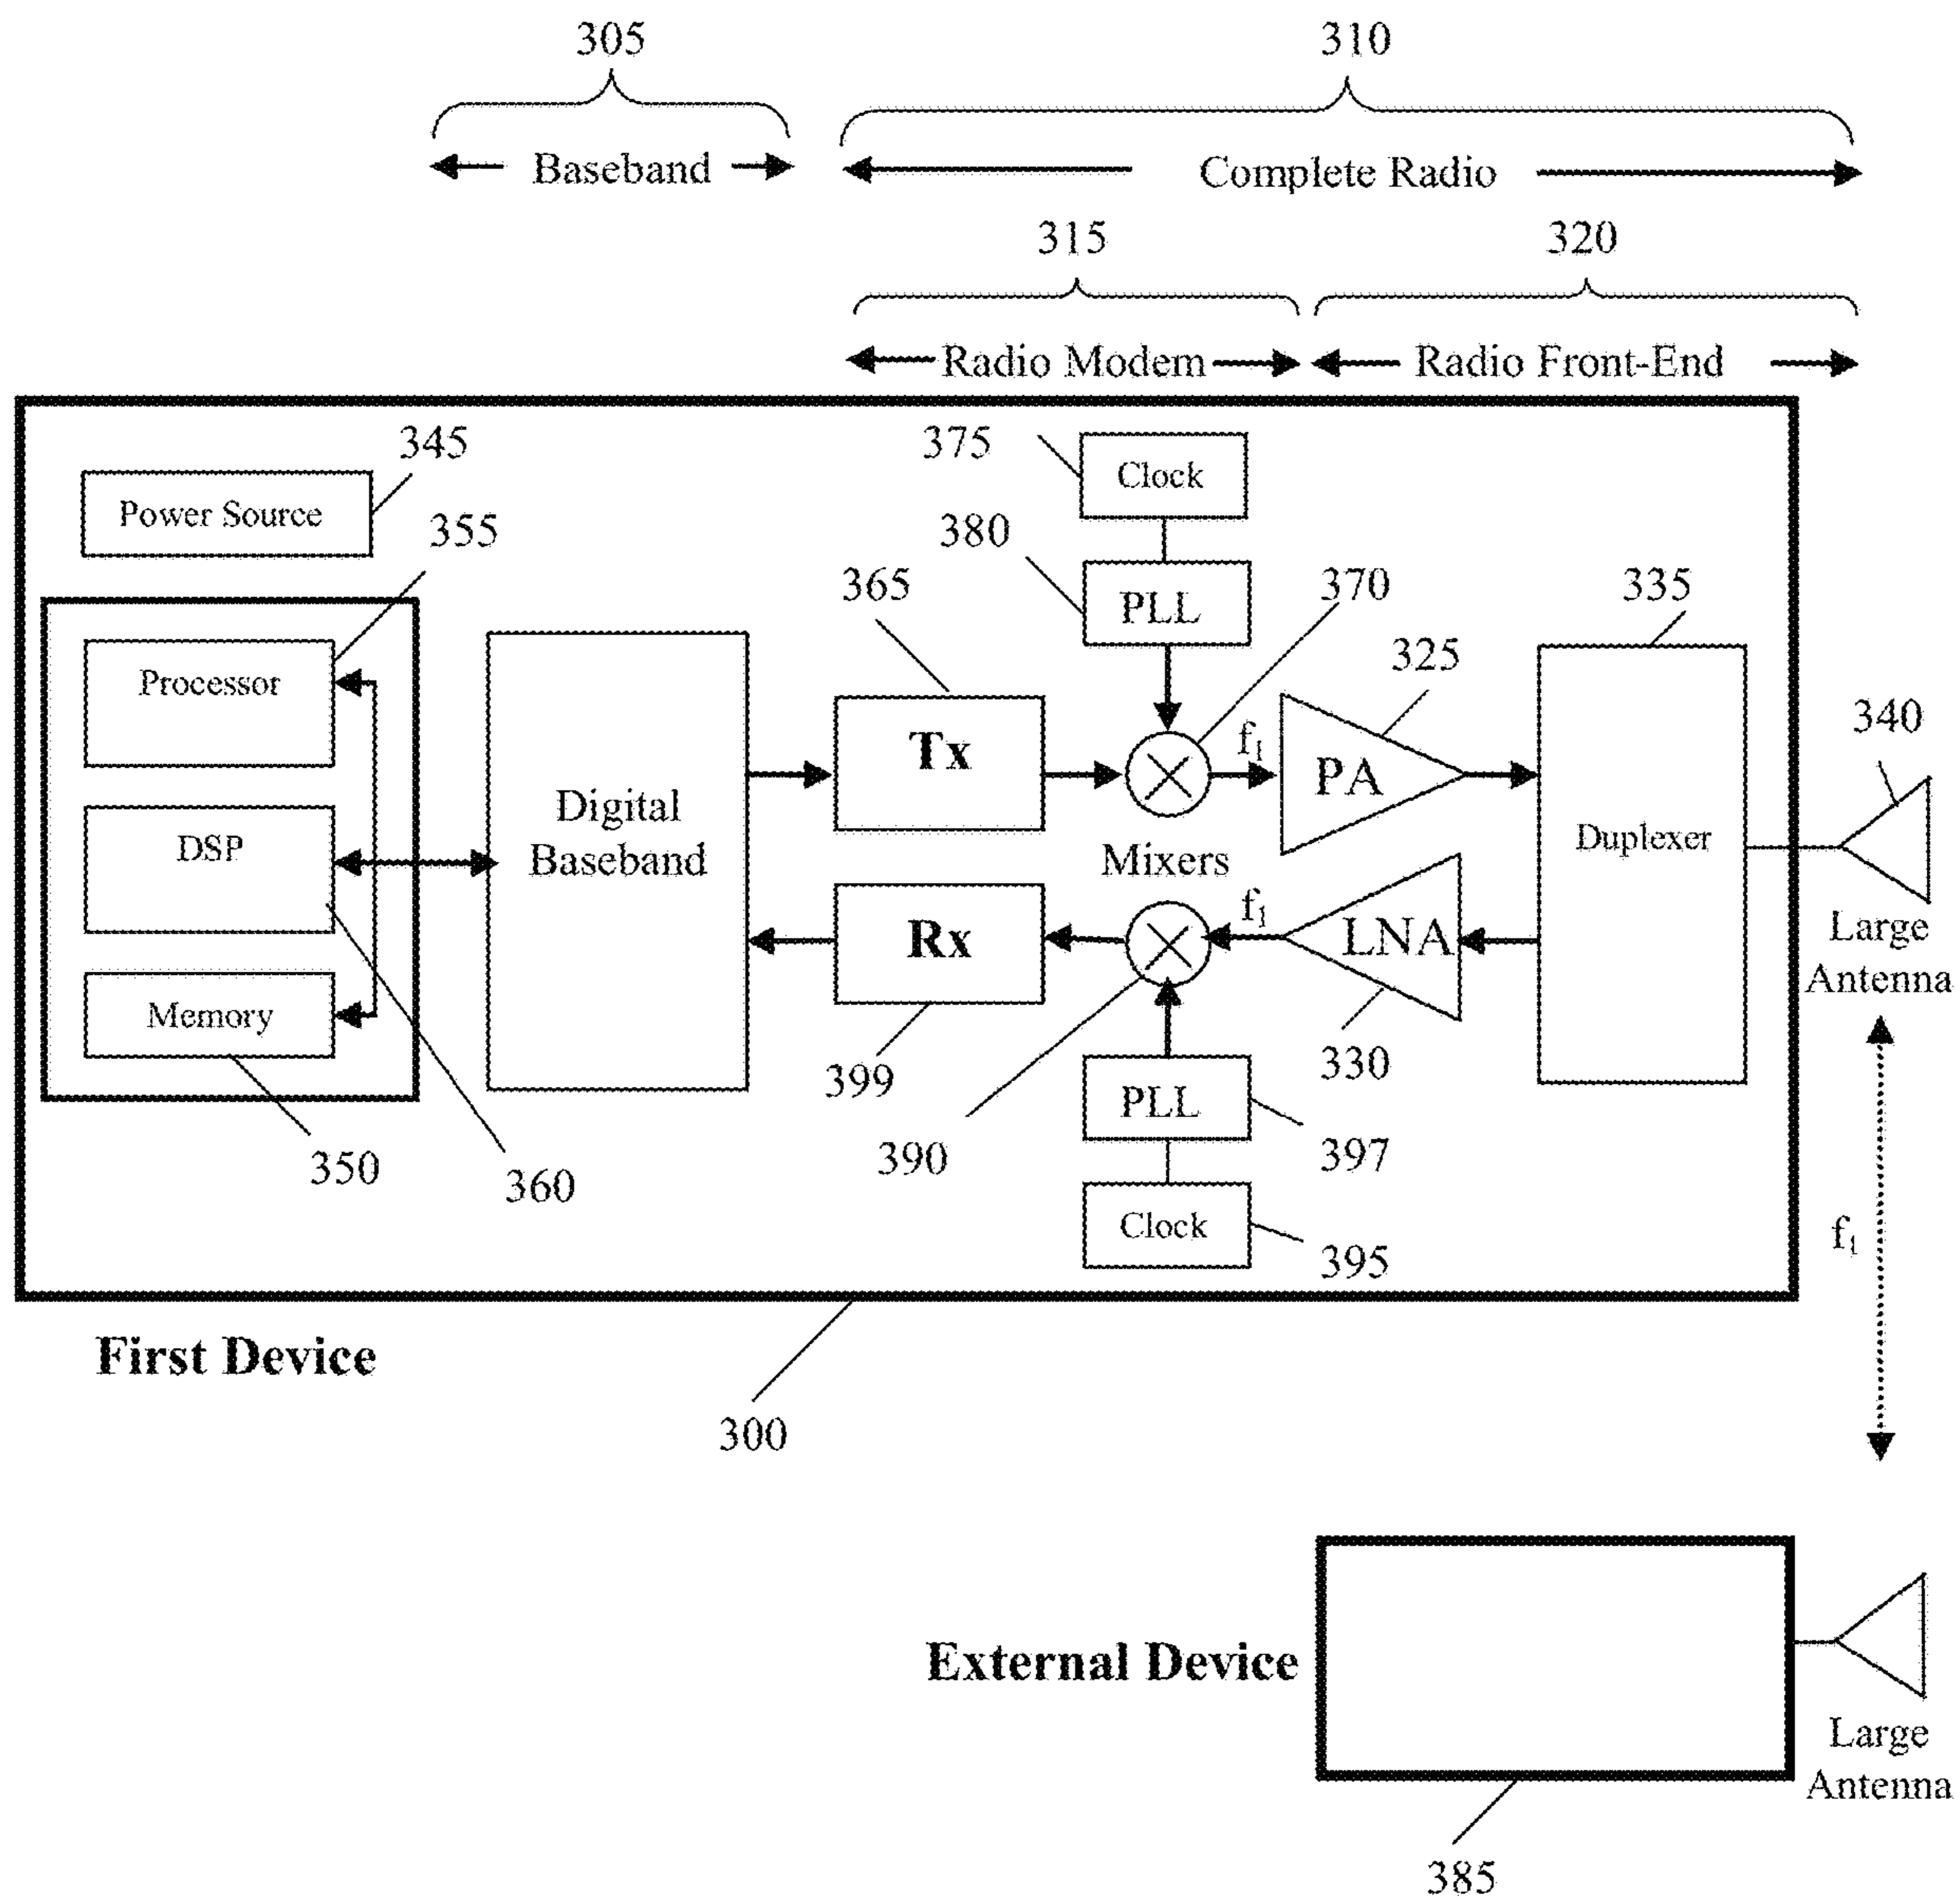 305
310
Baseband
Complete Radio
315
320
Radio Modem
Radio Front-End
345
375
Clock
Power Source
355
380
365
PLL
370
335
Processor
325
340
Tx
f1
PA
DSP
Digital
Baseband
Mixers
Duplexer
f1
Rx
LNA
Large
Antenna
Memory
399
330
PLL
350
360
390
397
Clock
395
f1
First Device
300
External Device
Large
Antenna
385